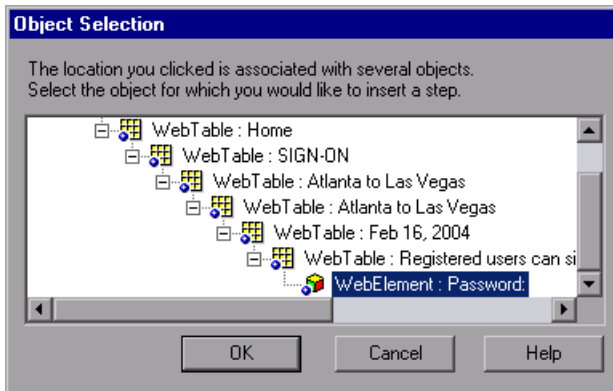 Object Selection
The location you clicked is associated with several objects.
Select the object for which you would like to insert a step.
WebTable : Home
WebTable : SIGN-ON
WebTable : Atlanta to Las Vegas
WebTable : Atlanta to Las Vegas
WebTable : Feb 16, 2004
WebTable : Registered users can si
WebElement : Password:
OK Cancel Help